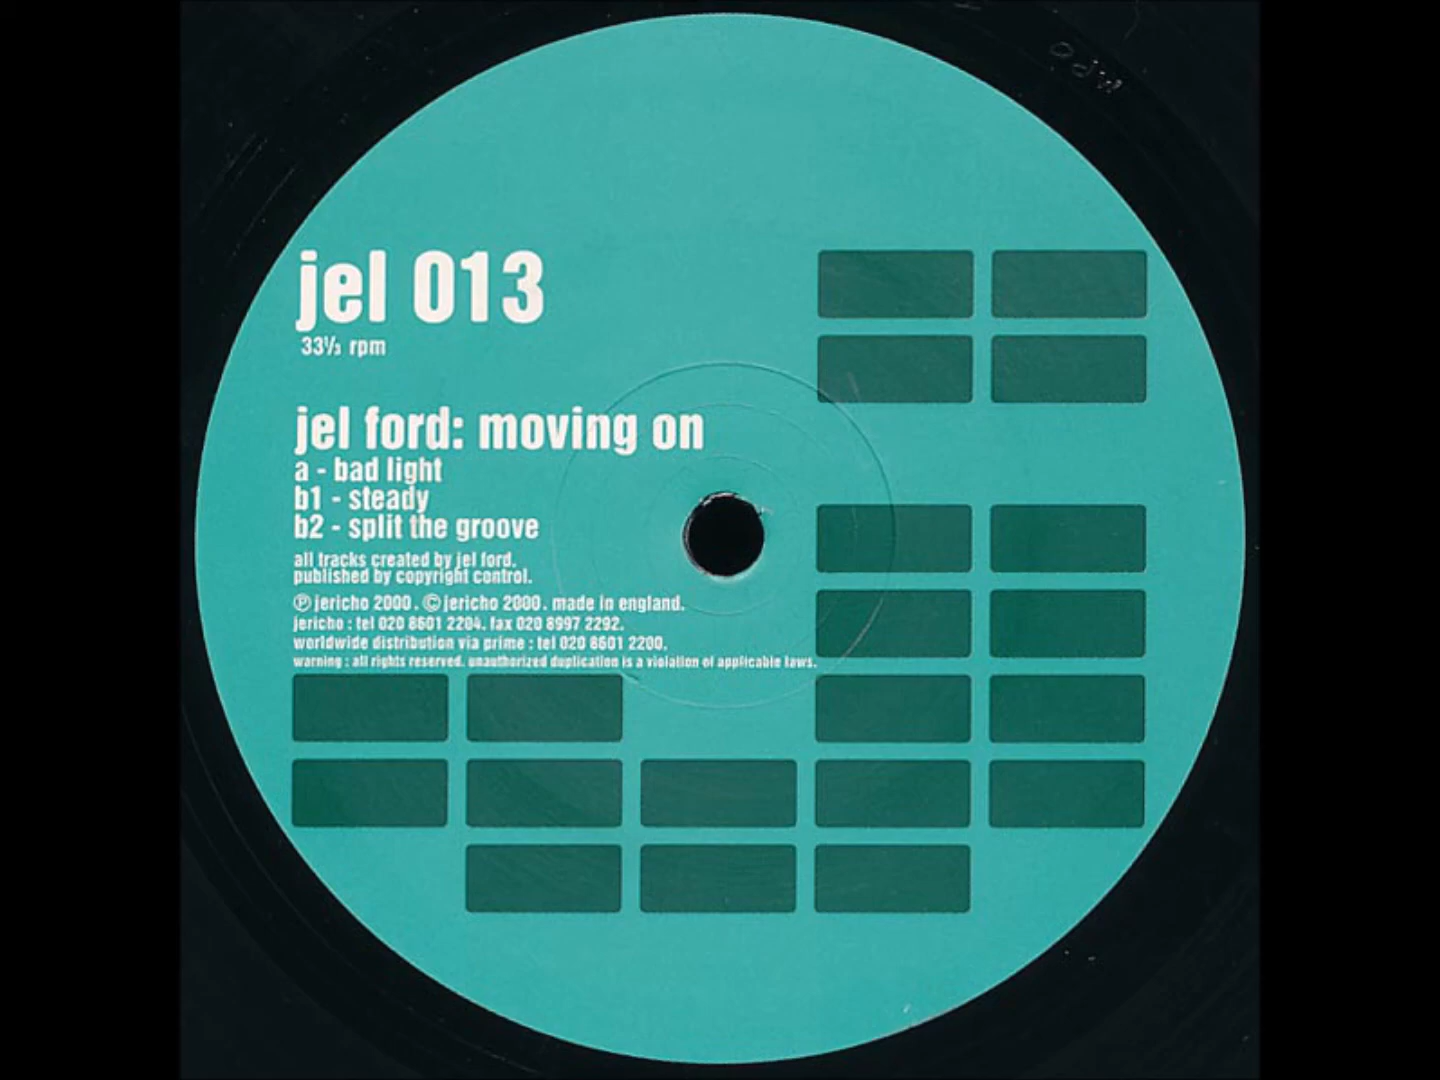 jel 013
33⅓ rpm
jel ford: moving on
a - bad light
b1 - steady
b2 - split the groove
all tracks created by jel ford.
published by copyright control.
℗ jericho 2000. © jericho 2000. made in england.
jericho : tel 020 8601 2204. fax 020 8997 2292.
worldwide distribution via prime : tel 020 8601 2200.
warning : all rights reserved. unauthorized duplication is a violation of applicable laws.